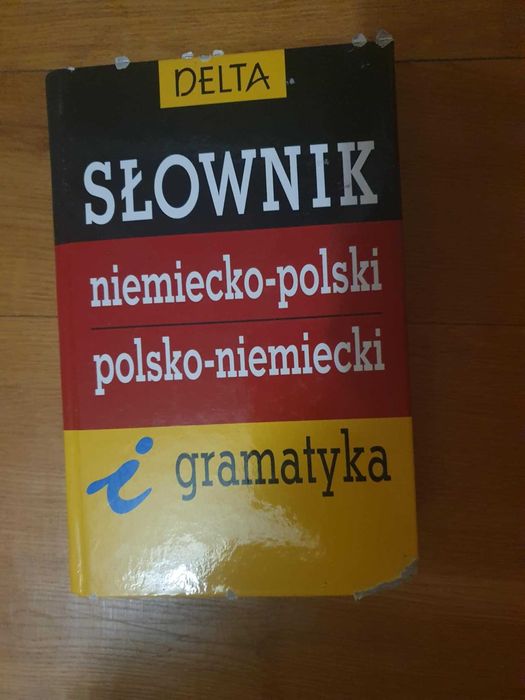 DELTA
SŁOWNIK
niemiecko-polski
polsko-niemiecki
i gramatyka